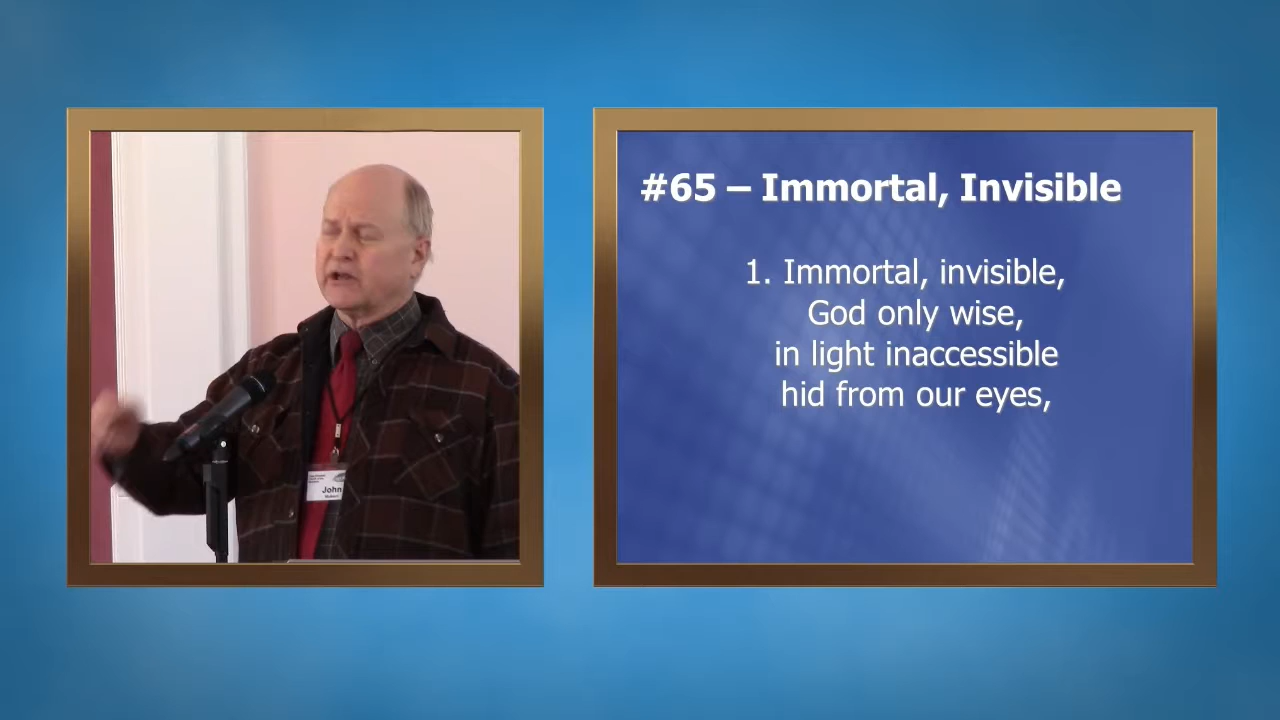 John
#65 – Immortal, Invisible
1. Immortal, invisible,
God only wise,
in light inaccessible
hid from our eyes,